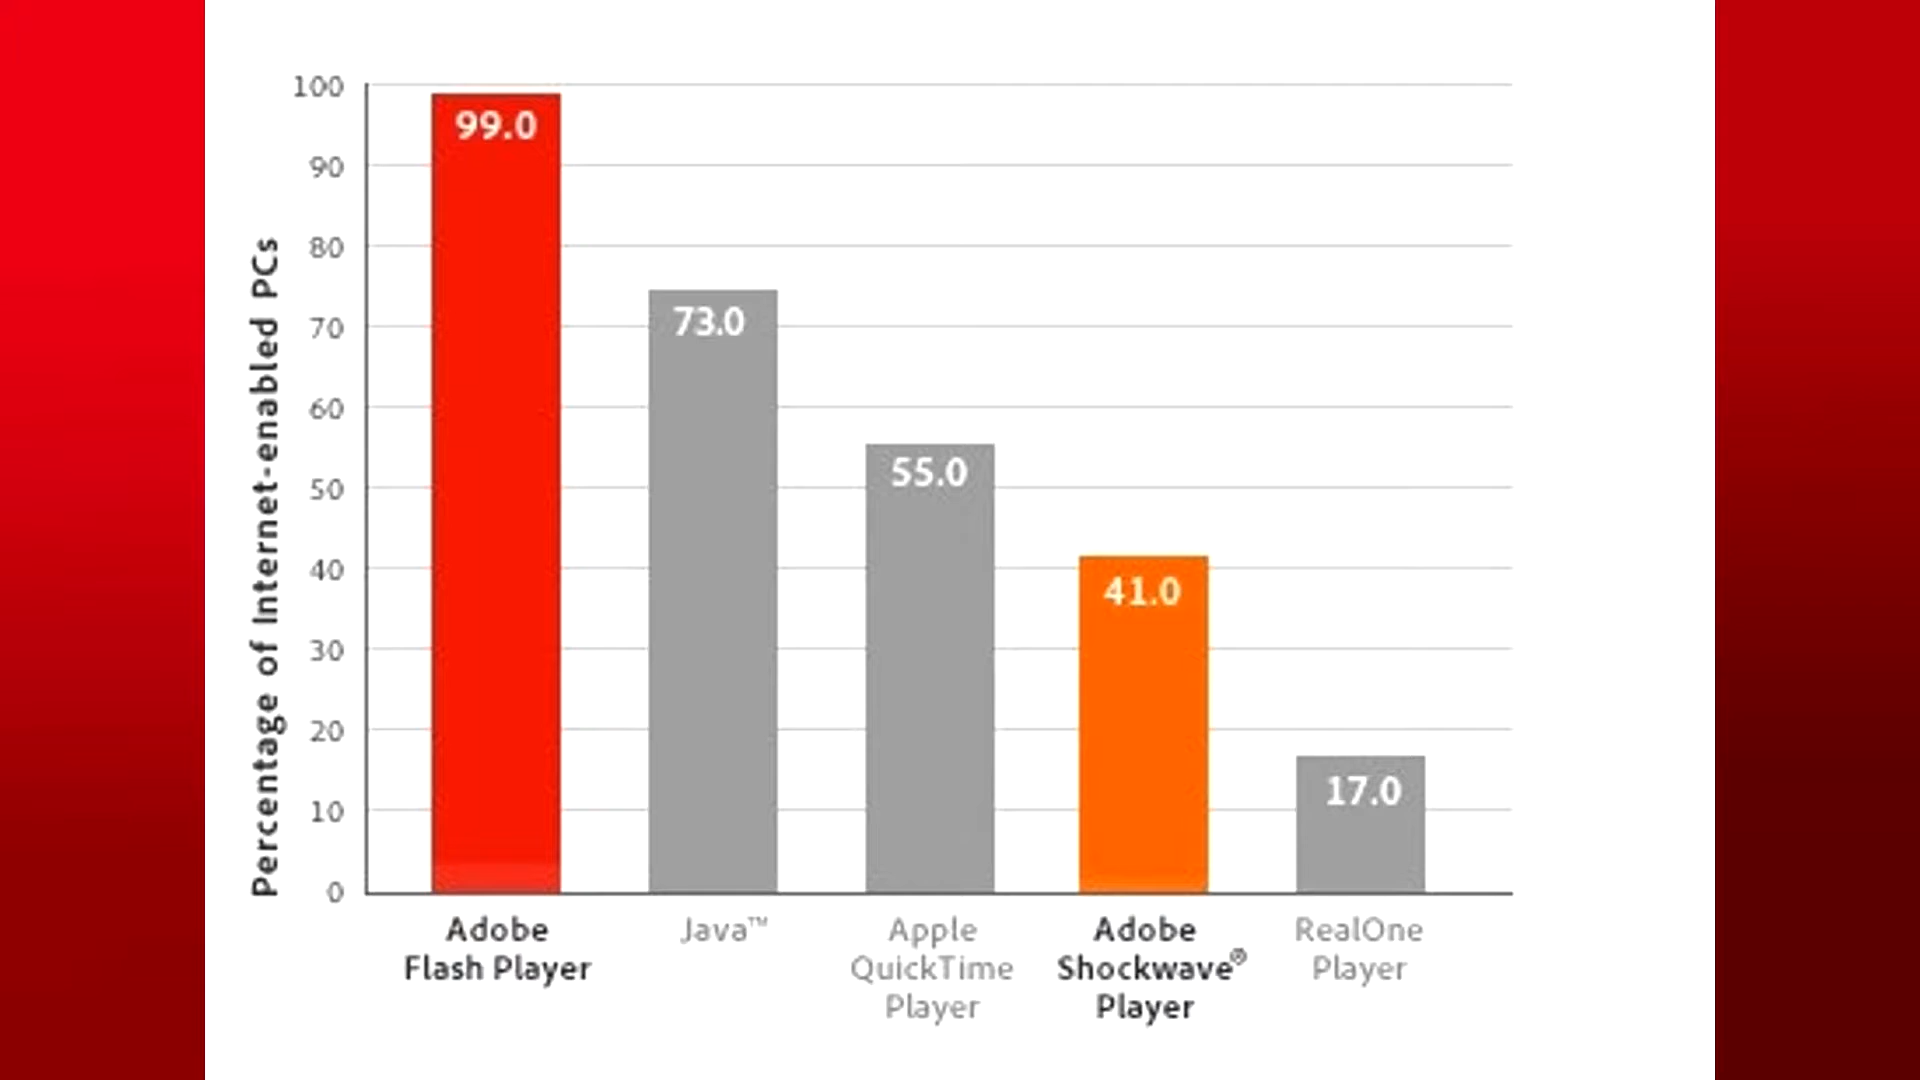 Percentage of Internet-enabled PCs
100
90
80
70
60
50
40
30
20
10
0
99.0
73.0
55.0
41.0
17.0
Adobe
Flash Player
Java™
Apple
QuickTime
Player
Adobe
Shockwave®
Player
RealOne
Player